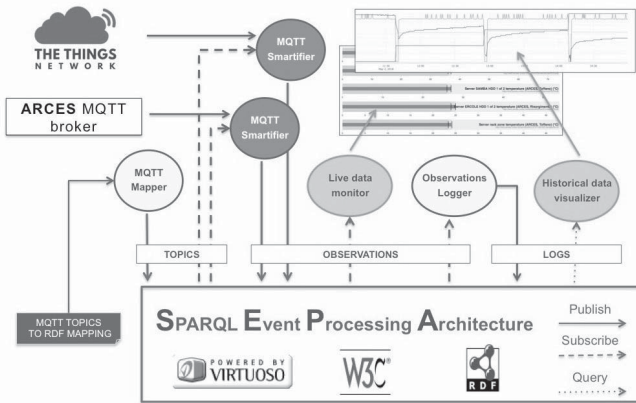 THE THINGS
NETWORK
ARCES MQTT
broker
MQTT
Smartifier
MQTT
Smartifier
MQTT
Mapper
Live data
monitor
Observations
Logger
Historical data
visualizer
TOPICS
OBSERVATIONS
LOGS
MQTT TOPICS
TO RDF MAPPING
SPARQL Event Processing Architecture
POWERED BY
VIRTUOSO
W3C®
RDF
Publish
Subscribe
Query